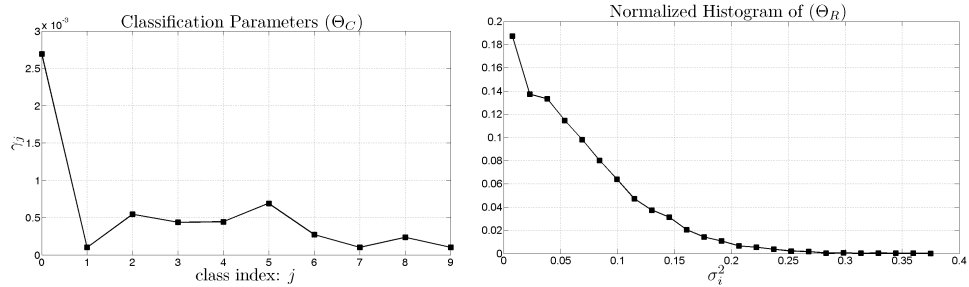 Classification Parameters (Θ_C)
3 x 10^-3
2.5
2
1.5
1
0.5
0
γ_j
0 1 2 3 4 5 6 7 8 9
class index: j
Normalized Histogram of (Θ_R)
0.2
0.18
0.16
0.14
0.12
0.1
0.08
0.06
0.04
0.02
0
0 0.05 0.1 0.15 0.2 0.25 0.3 0.35 0.4
σ_i^2